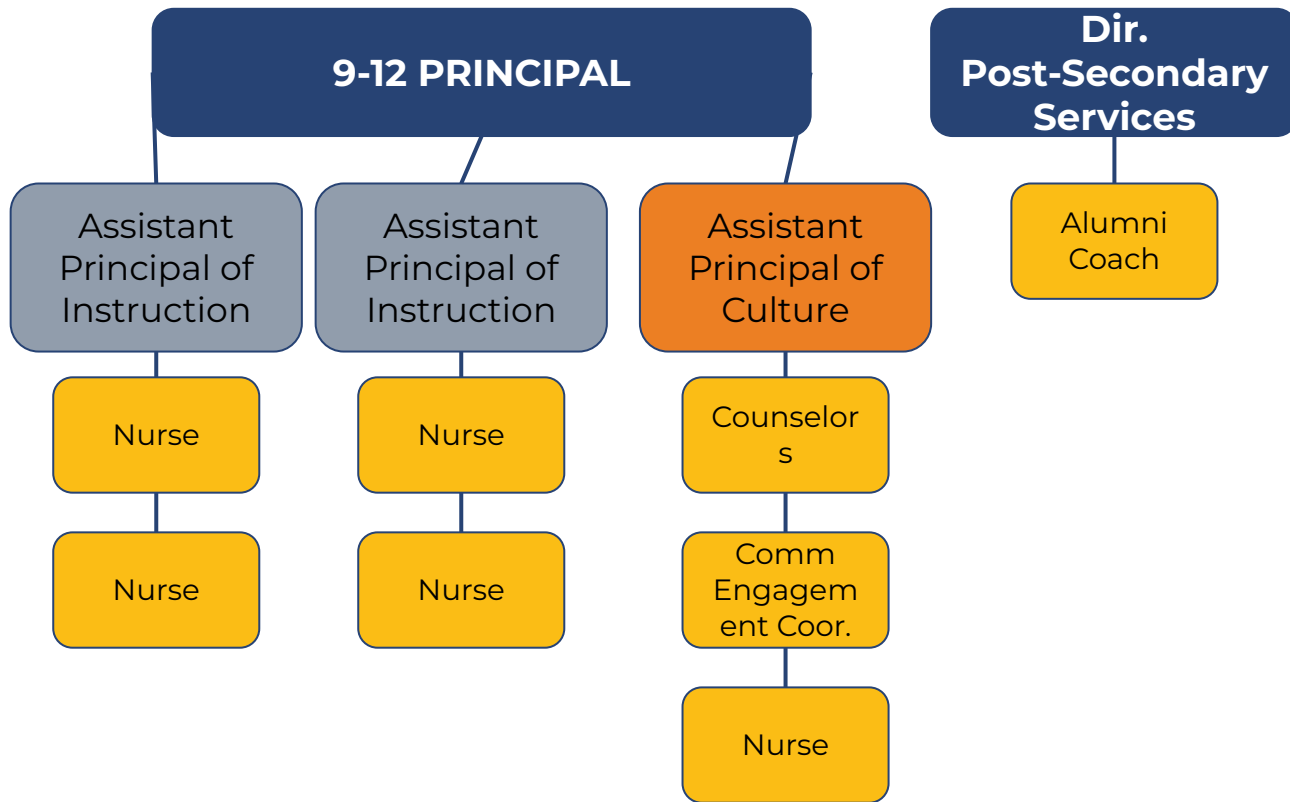 9-12 PRINCIPAL
Dir.
Post-Secondary
Services
Assistant
Principal of
Instruction
Assistant
Principal of
Instruction
Assistant
Principal of
Culture
Alumni
Coach
Nurse
Nurse
Counselor
s
Nurse
Nurse
Comm
Engagem
ent Coor.
Nurse